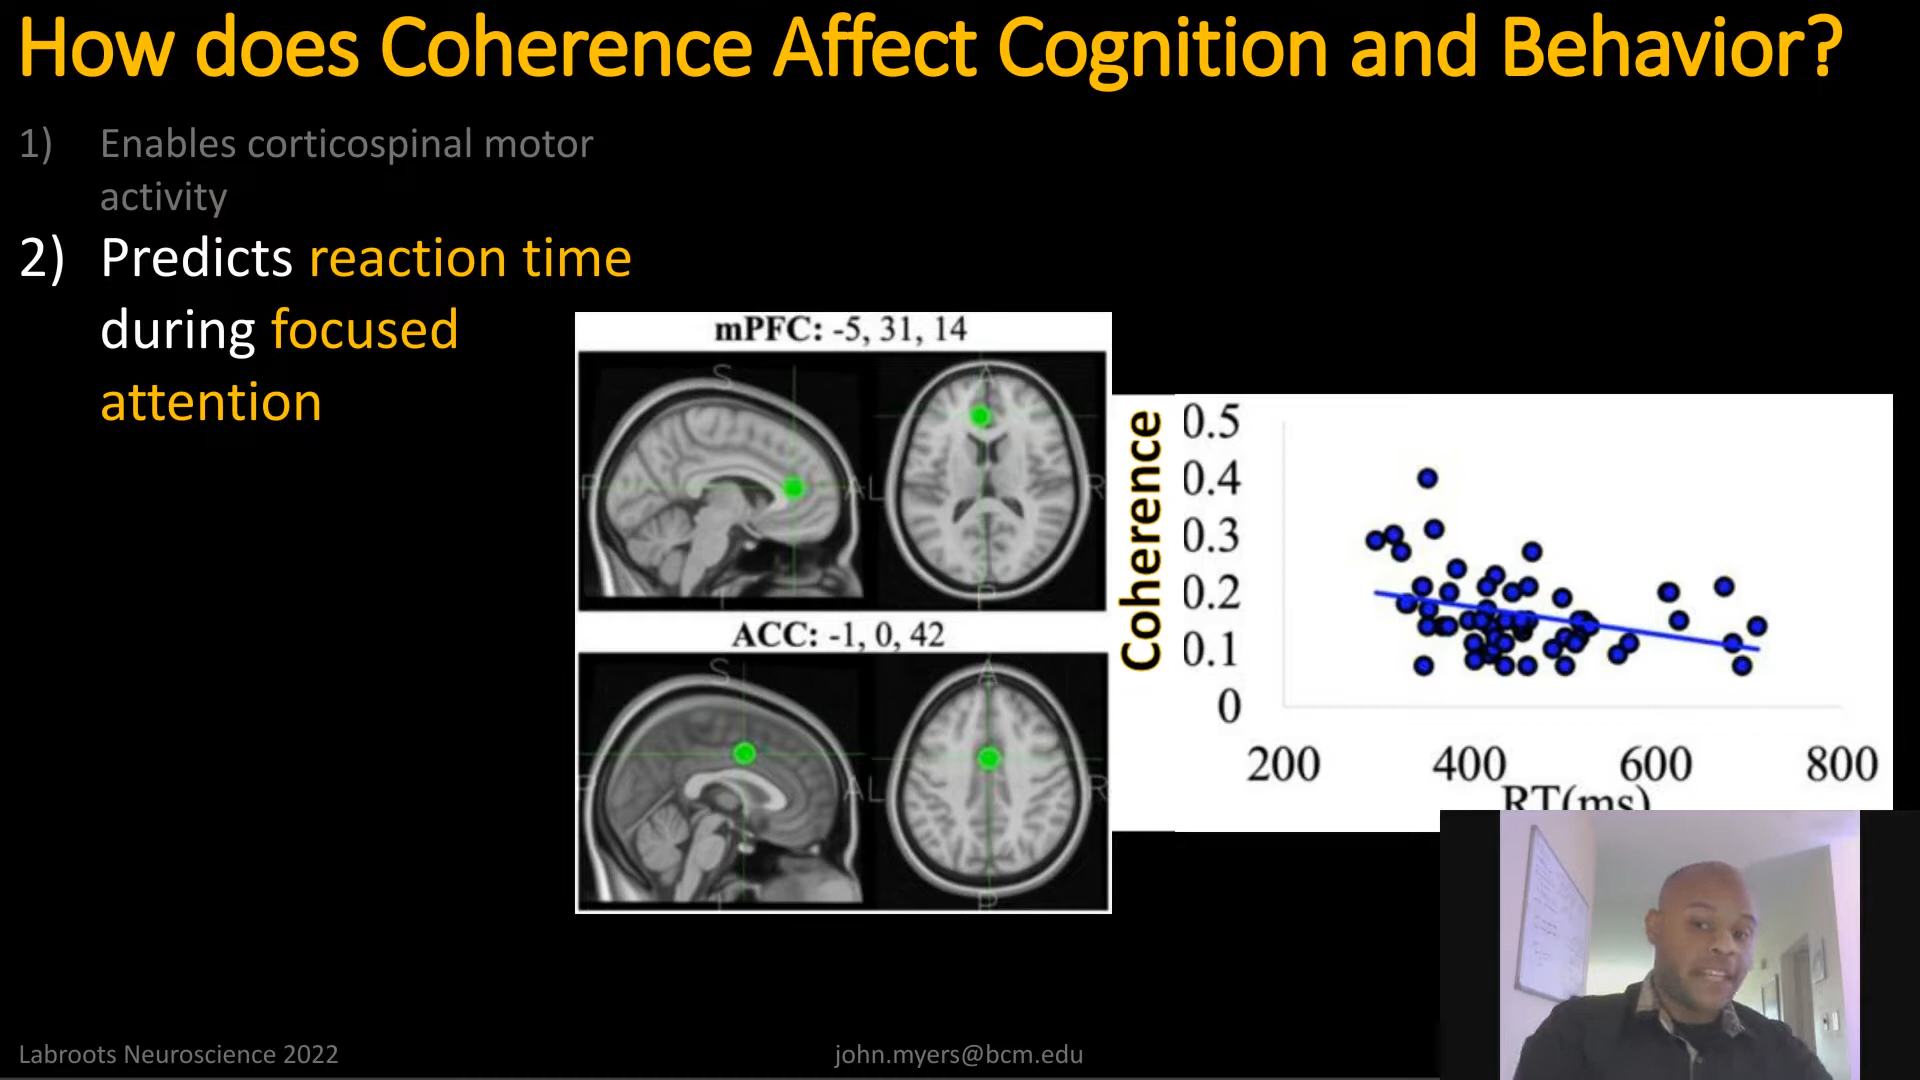 How does Coherence Affect Cognition and Behavior?
1) Enables corticospinal motor
activity
2) Predicts reaction time
during focused
attention
mPFC: -5, 31, 14
S
A
P
A
L
R
I
P
ACC: -1, 0, 42
S
A
P
A
L
R
I
P
Coherence
0.5
0.4
0.3
0.2
0.1
0
200 400 600 800
RT(ms)
Labroots Neuroscience 2022
john.myers@bcm.edu